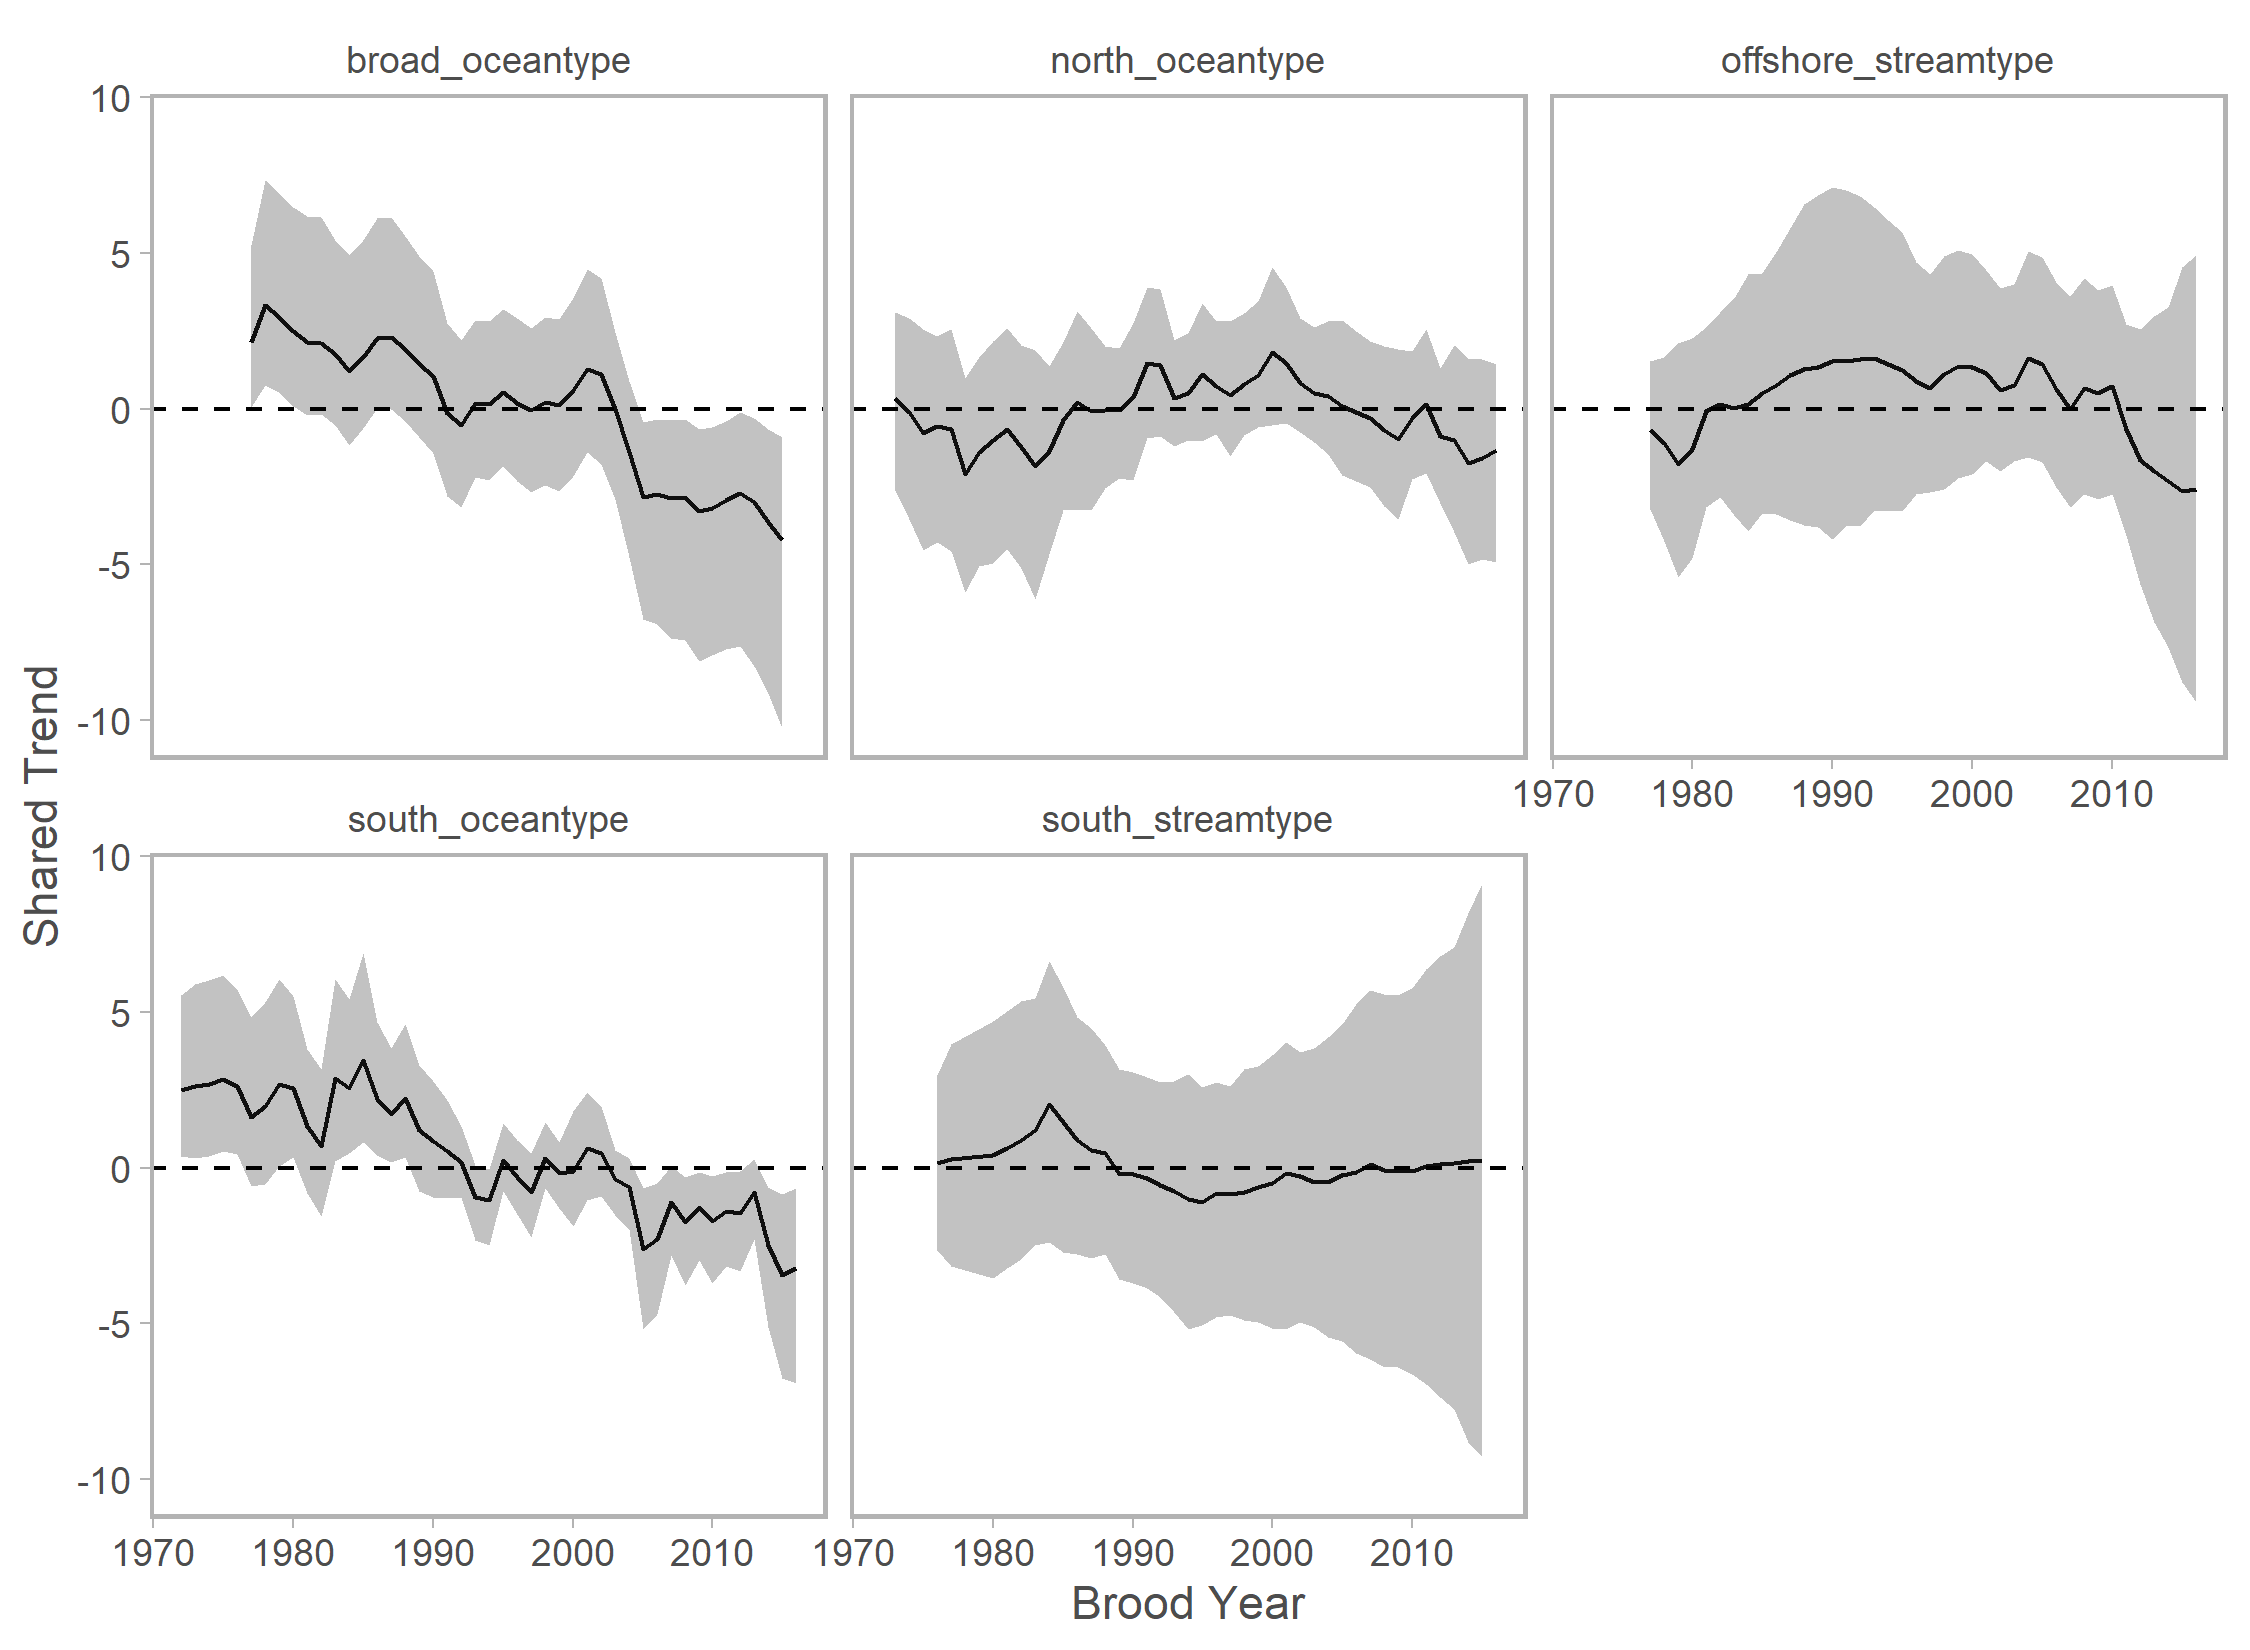 broad_oceantype north_oceantype offshore_streamtype
10
5
0
-5
-10
1970 1980 1990 2000 2010
Shared Trend
south_oceantype south_streamtype
10
5
0
-5
-10
1970 1980 1990 2000 2010 1970 1980 1990 2000 2010
Brood Year